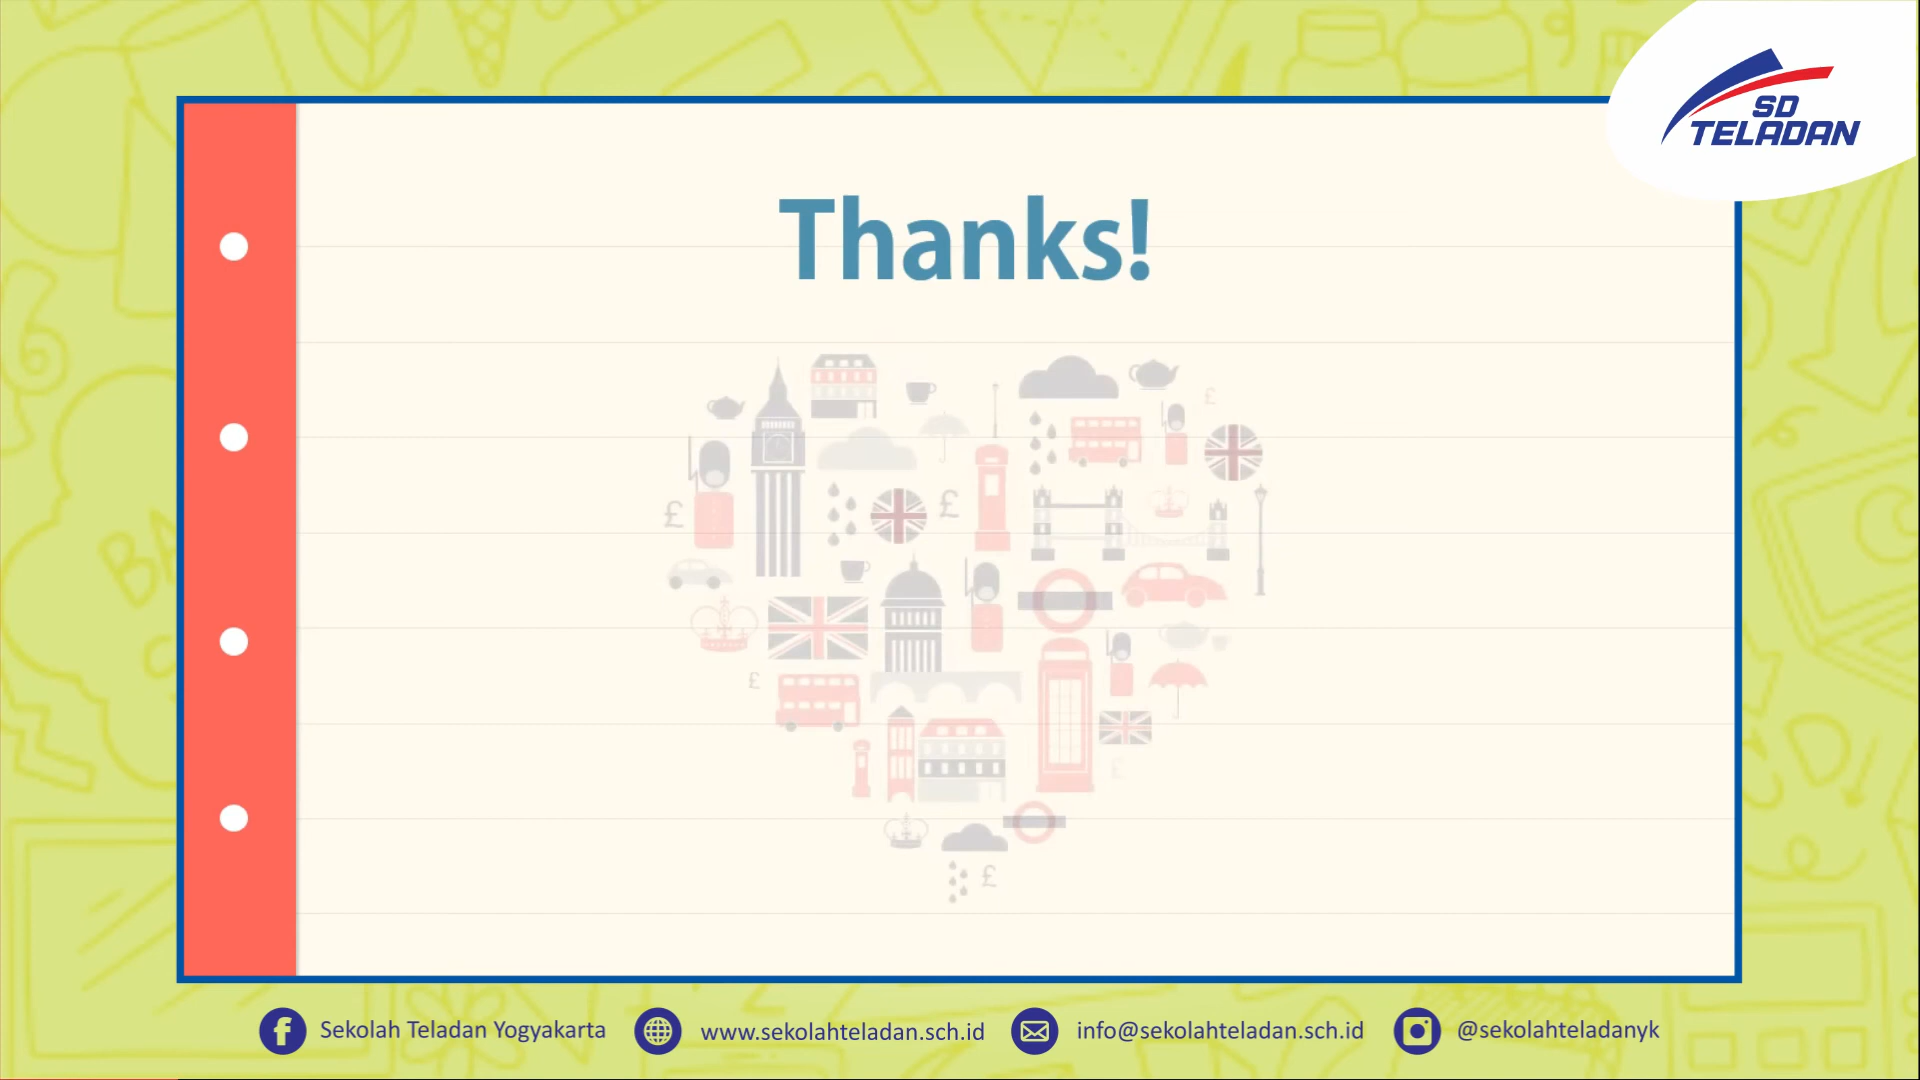 SD
TELADAN
Thanks!
£
£
£
£
£
£
Sekolah Teladan Yogyakarta
www.sekolahteladan.sch.id
info@sekolahteladan.sch.id
@sekolahteladanyk